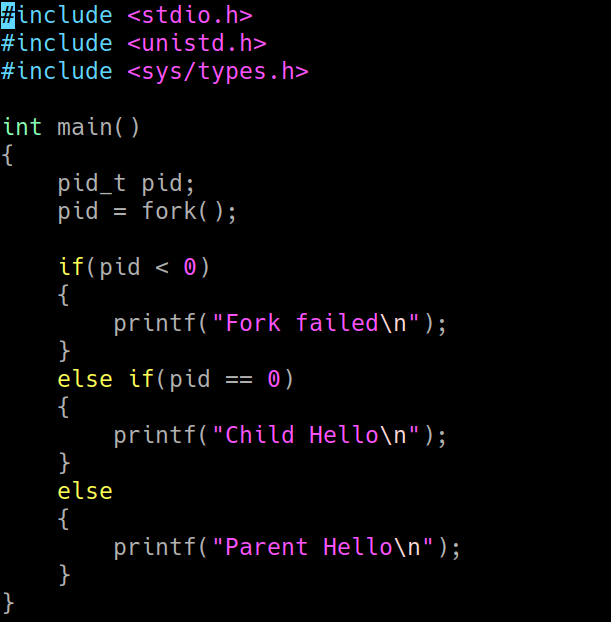 #include <stdio.h>
#include <unistd.h>
#include <sys/types.h>

int main()
{
    pid_t pid;
    pid = fork();

    if(pid < 0)
    {
        printf("Fork failed\n");
    }
    else if(pid == 0)
    {
        printf("Child Hello\n");
    }
    else
    {
        printf("Parent Hello\n");
    }
}